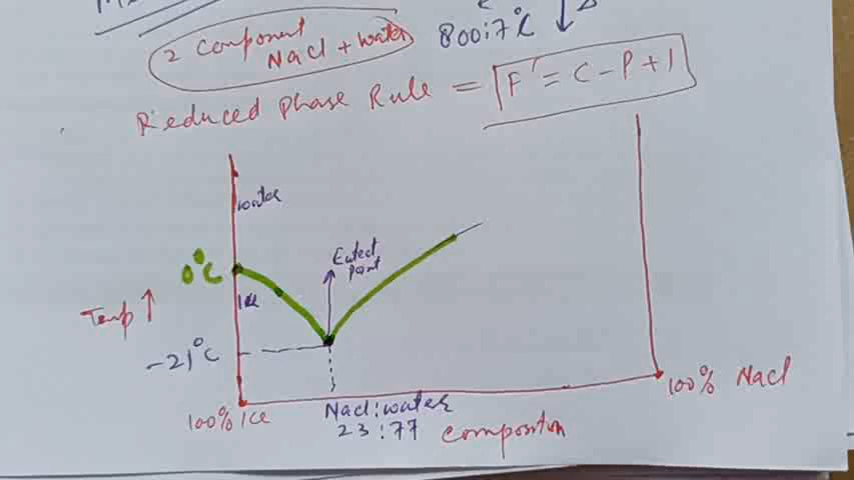 2 Component
Nacl + water
800.7°C ↓
Reduced Phase Rule = F' = C - P + 1
water
0°C
Ice
Eutect
point
Temp ↑
-21°C
100% Ice
Nacl:water
23:77
Composition
100% Nacl